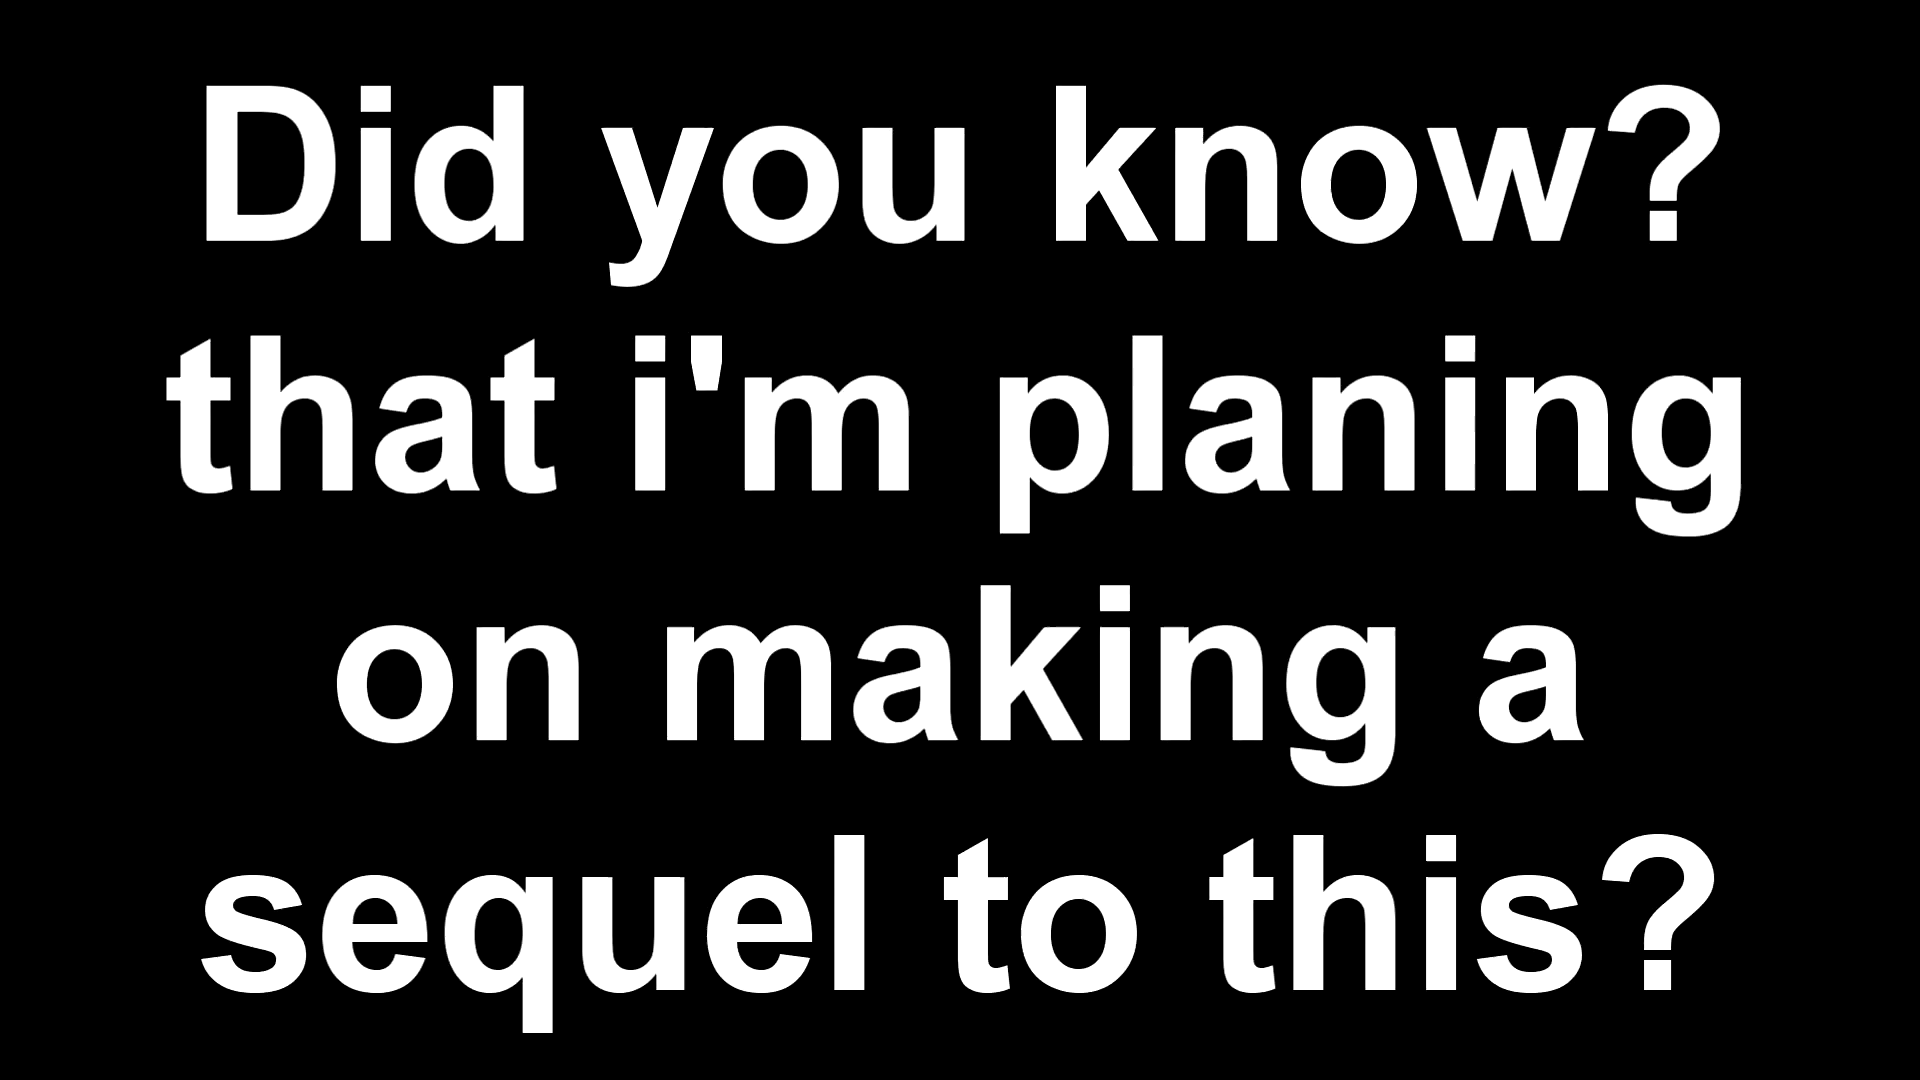 Did you know?
that i'm planing
on making a
sequel to this?